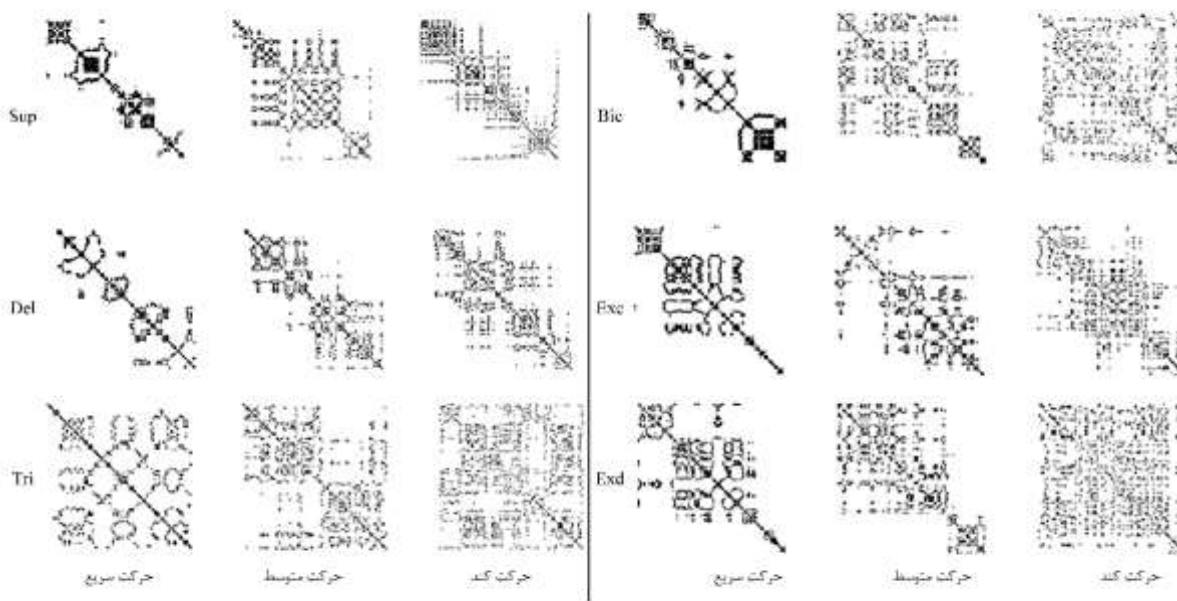 Sup
Bic
Del
Exc +
Tri
Exd
حرکت سریع
حرکت متوسط
حرکت کند
حرکت سریع
حرکت متوسط
حرکت کند